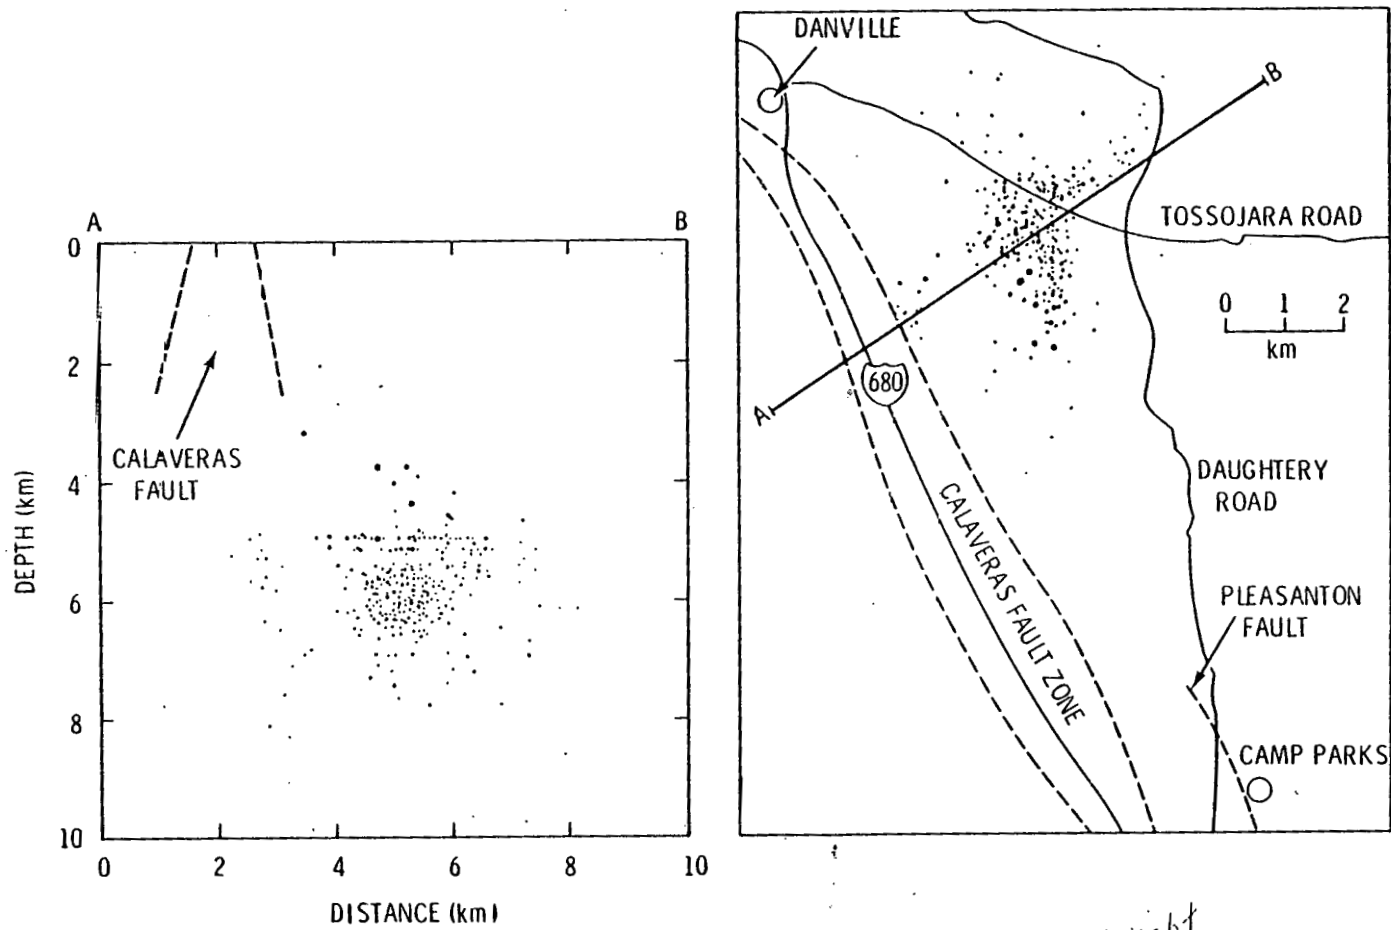 A
B
0
2
4
6
8
10
DEPTH (km)
CALAVERAS
FAULT
0
2
4
6
8
10
DISTANCE (km)
DANVILLE
B
TOSSOJARA ROAD
0
1
2
km
680
A
DAUGHTERY
ROAD
CALAVERAS FAULT ZONE
PLEASANTON
FAULT
CAMP PARKS